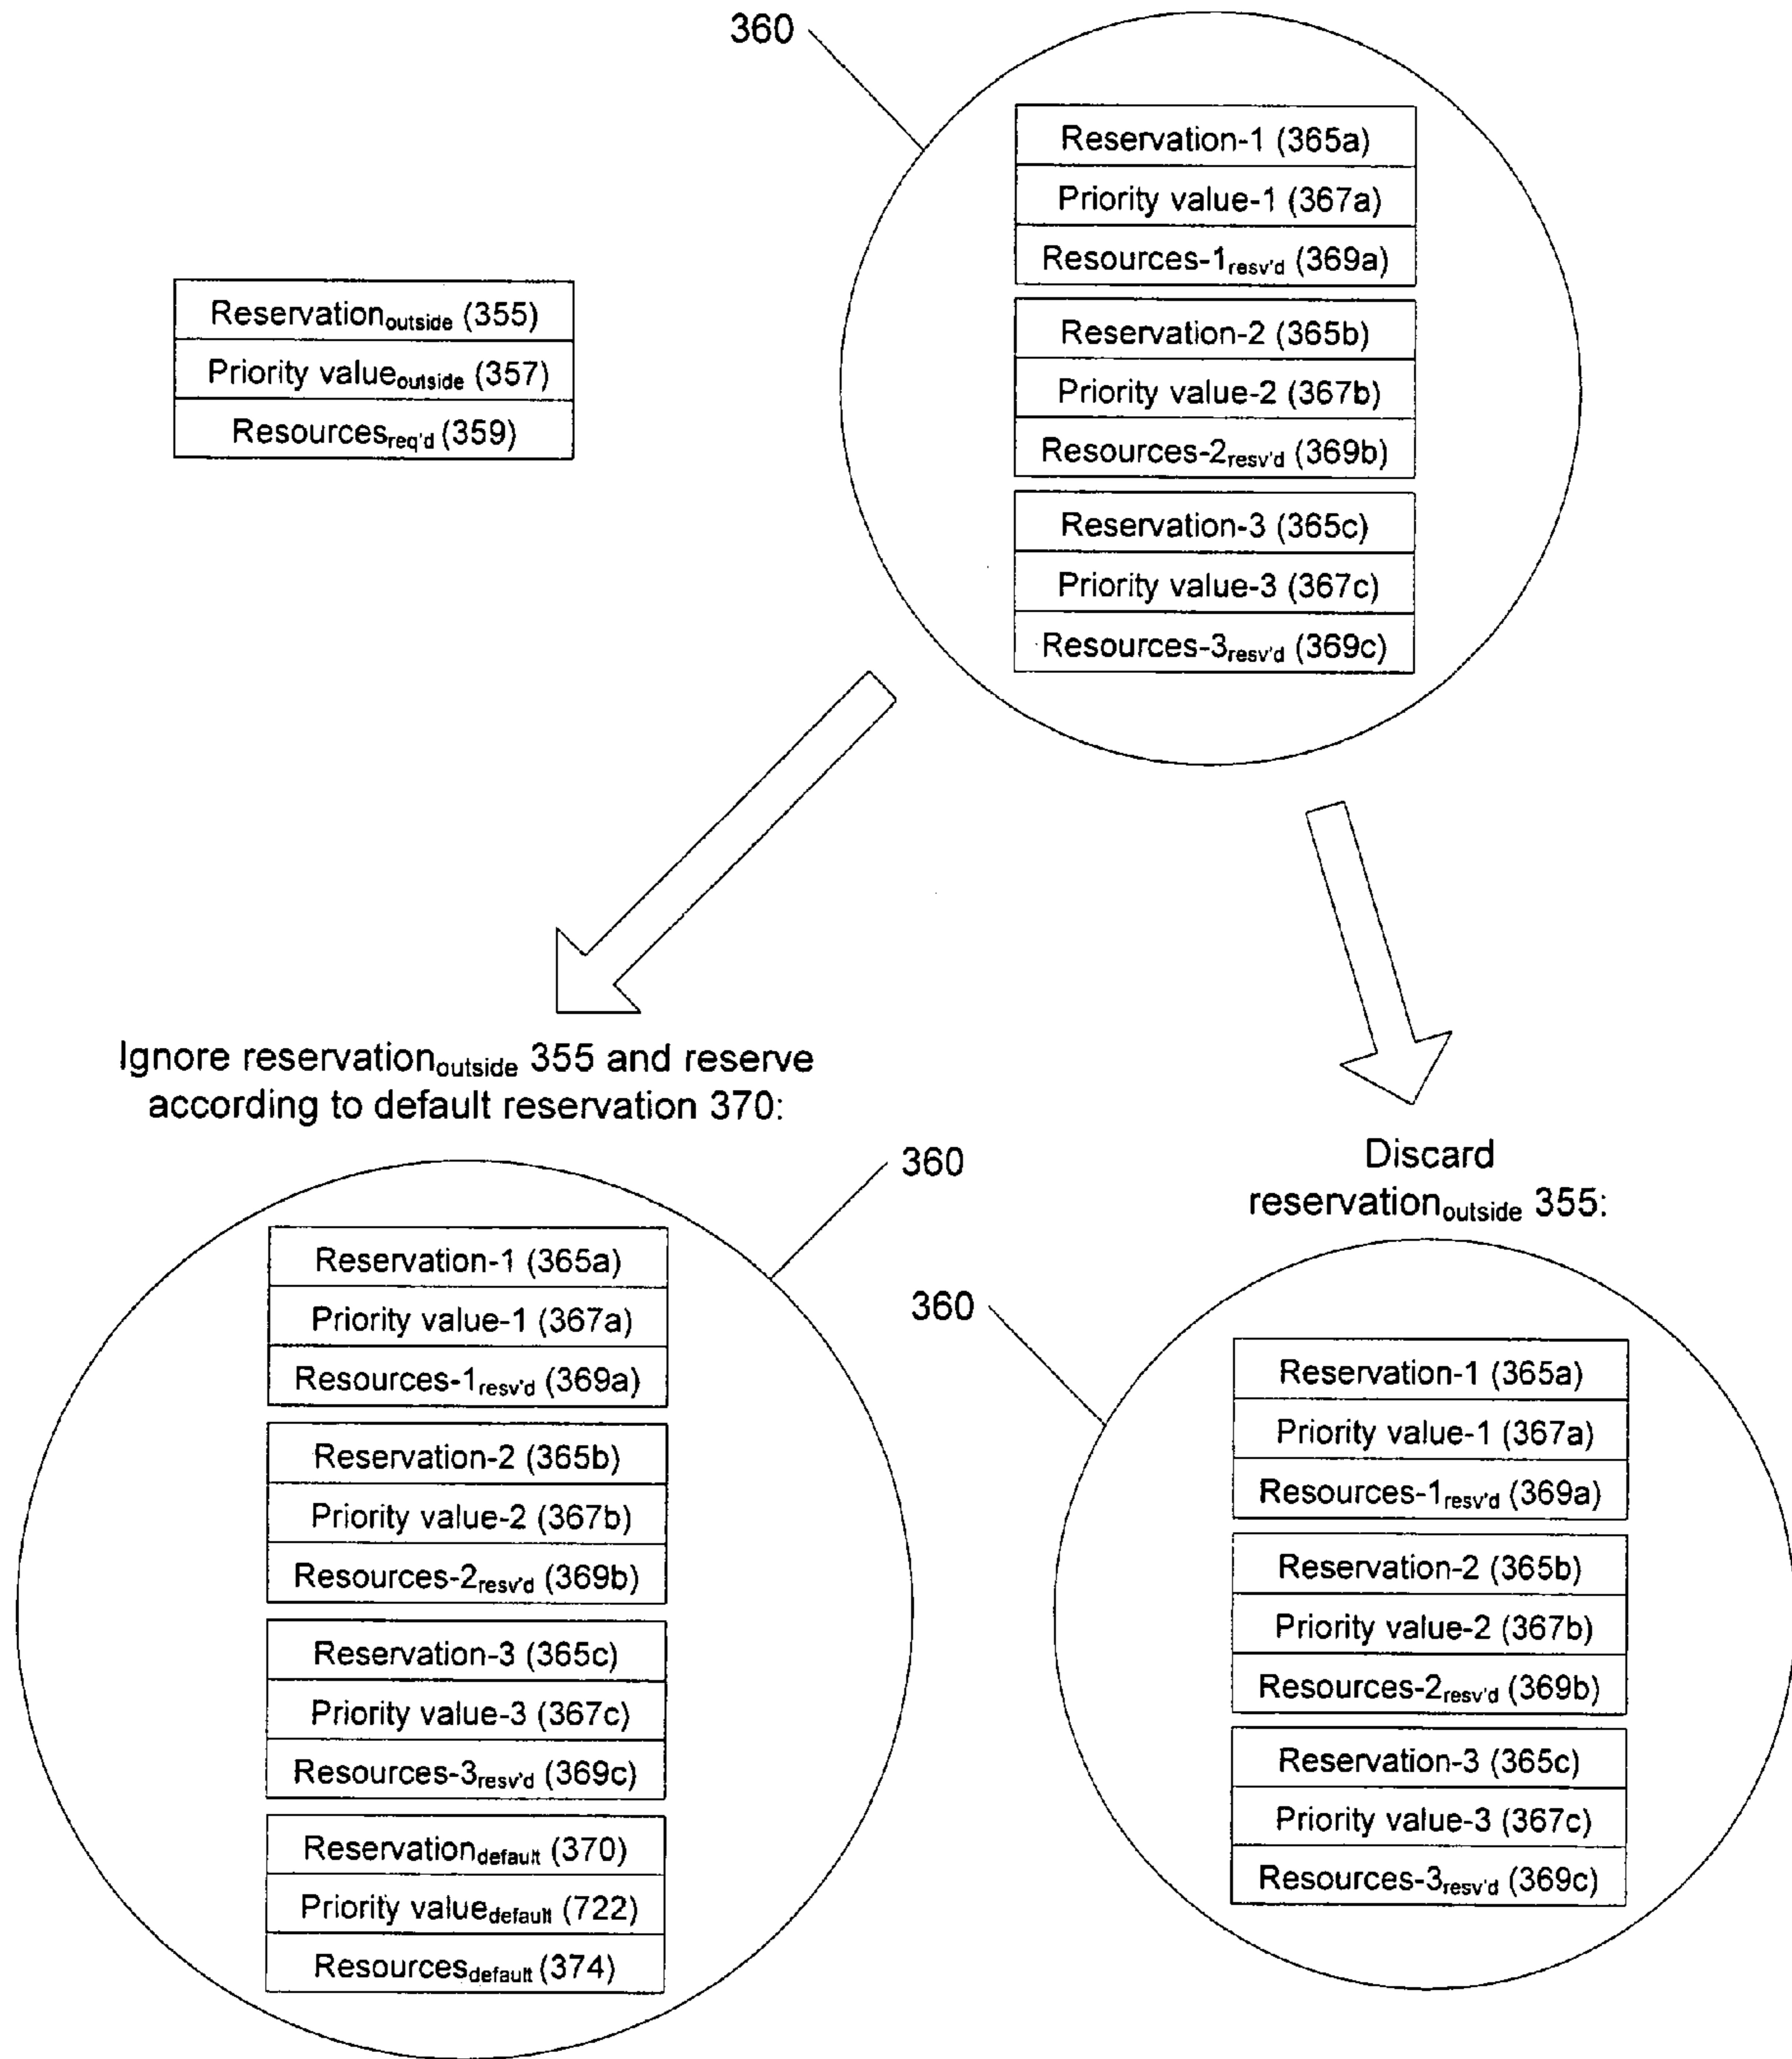 360
Reservation-1 (365a)
Priority value-1 (367a)
Resources-1resv'd (369a)
Reservation-2 (365b)
Priority value-2 (367b)
Resources-2resv'd (369b)
Reservation-3 (365c)
Priority value-3 (367c)
Resources-3resv'd (369c)
Reservationoutside (355)
Priority valueoutside (357)
Resourcesreq'd (359)
Ignore reservationoutside 355 and reserve
according to default reservation 370:
360
Reservation-1 (365a)
Priority value-1 (367a)
Resources-1resv'd (369a)
Reservation-2 (365b)
Priority value-2 (367b)
Resources-2resv'd (369b)
Reservation-3 (365c)
Priority value-3 (367c)
Resources-3resv'd (369c)
Reservationdefault (370)
Priority valuedefault (722)
Resourcesdefault (374)
Discard
reservationoutside 355:
360
Reservation-1 (365a)
Priority value-1 (367a)
Resources-1resv'd (369a)
Reservation-2 (365b)
Priority value-2 (367b)
Resources-2resv'd (369b)
Reservation-3 (365c)
Priority value-3 (367c)
Resources-3resv'd (369c)